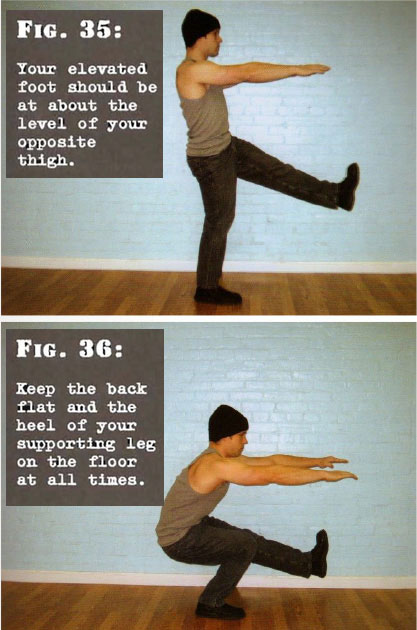 FIG. 35:
Your elevated
foot should be
at about the
level of your
opposite
thigh.
FIG. 36:
Keep the back
flat and the
heel of your
supporting leg
on the floor
at all times.